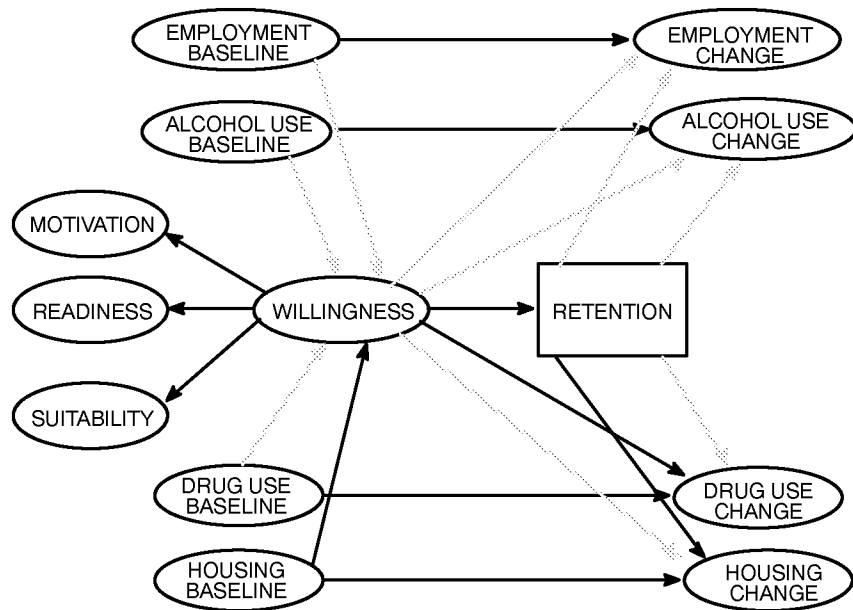 EMPLOYMENT
BASELINE
EMPLOYMENT
CHANGE
ALCOHOL USE
BASELINE
ALCOHOL USE
CHANGE
MOTIVATION
READINESS
WILLINGNESS
RETENTION
SUITABILITY
DRUG USE
BASELINE
DRUG USE
CHANGE
HOUSING
BASELINE
HOUSING
CHANGE